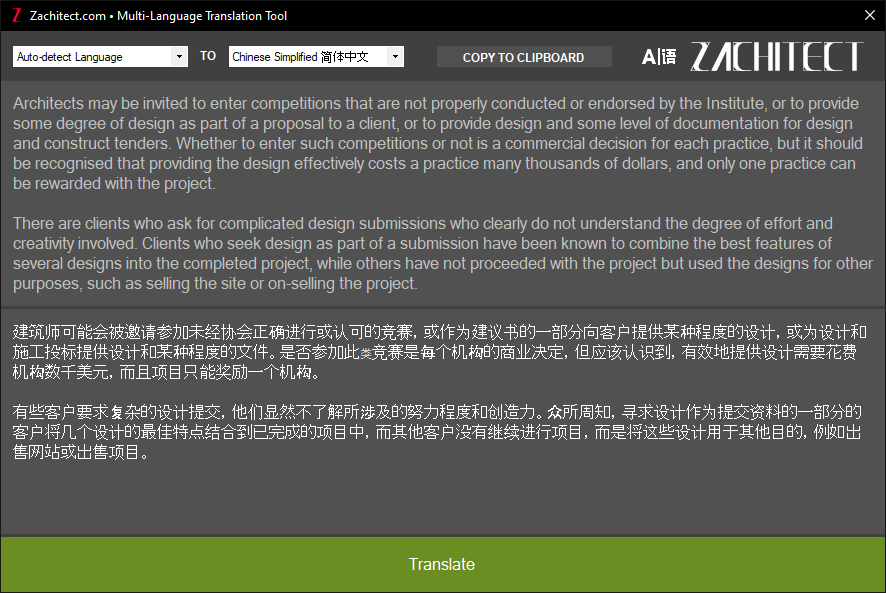 Zachitect.com • Multi-Language Translation Tool
Auto-detect Language TO Chinese Simplified 简体中文 COPY TO CLIPBOARD A|语 ZACHITECT
Architects may be invited to enter competitions that are not properly conducted or endorsed by the Institute, or to provide
some degree of design as part of a proposal to a client, or to provide design and some level of documentation for design
and construct tenders. Whether to enter such competitions or not is a commercial decision for each practice, but it should
be recognised that providing the design effectively costs a practice many thousands of dollars, and only one practice can
be rewarded with the project.
There are clients who ask for complicated design submissions who clearly do not understand the degree of effort and
creativity involved. Clients who seek design as part of a submission have been known to combine the best features of
several designs into the completed project, while others have not proceeded with the project but used the designs for other
purposes, such as selling the site or on-selling the project.
建筑师可能会被邀请参加未经协会正确进行或认可的竞赛，或作为建议书的一部分向客户提供某种程度的设计，或为设计和
施工投标提供设计和某种程度的文件。是否参加此类竞赛是每个机构的商业决定，但应该认识到，有效地提供设计需要花费
机构数千美元，而且项目只能奖励一个机构。
有些客户要求复杂的设计提交，他们显然不了解所涉及的努力程度和创造力。众所周知，寻求设计作为提交资料的一部分的
客户将几个设计的最佳特点结合到已完成的项目中，而其他客户没有继续进行项目，而是将这些设计用于其他目的，例如出
售网站或出售项目。
Translate